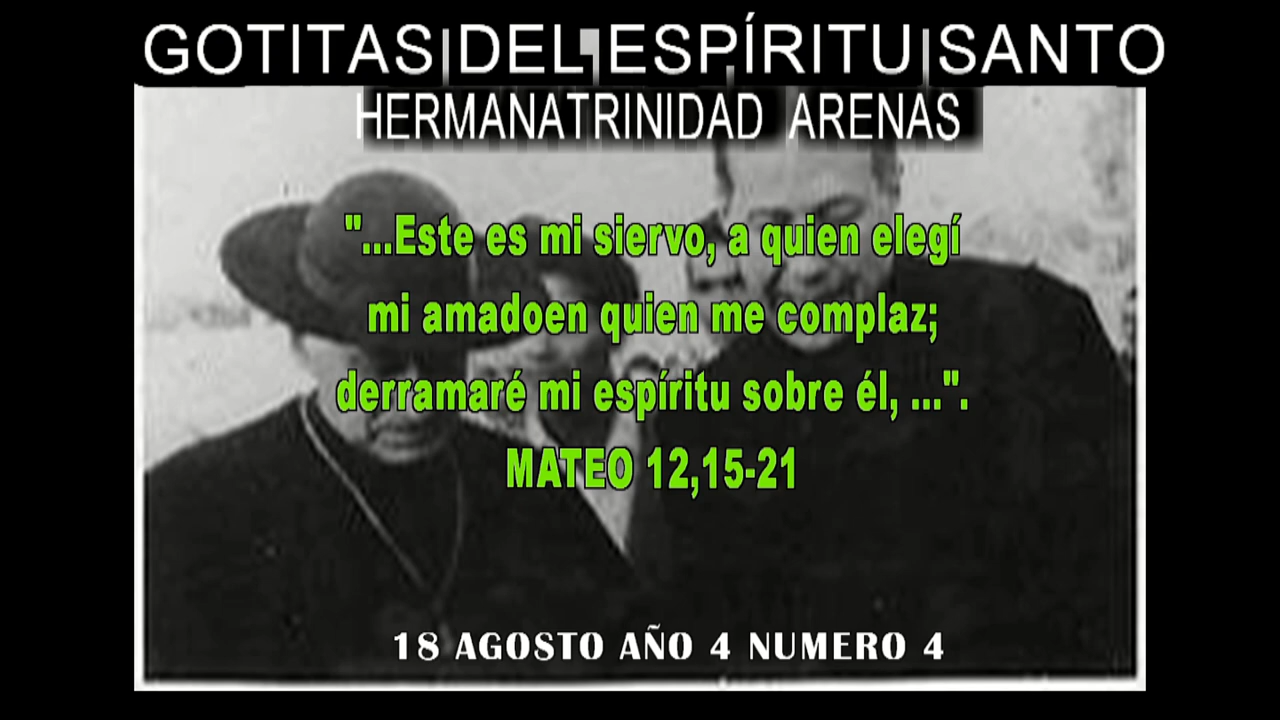 GOTITAS DEL ESPÍRITU SANTO
HERMANATRINIDAD ARENAS
"...Este es mi siervo, a quien elegí
mi amadoen quien me complaz;
derramaré mi espíritu sobre él, ...".
MATEO 12,15-21
18 AGOSTO AÑO 4 NUMERO 4